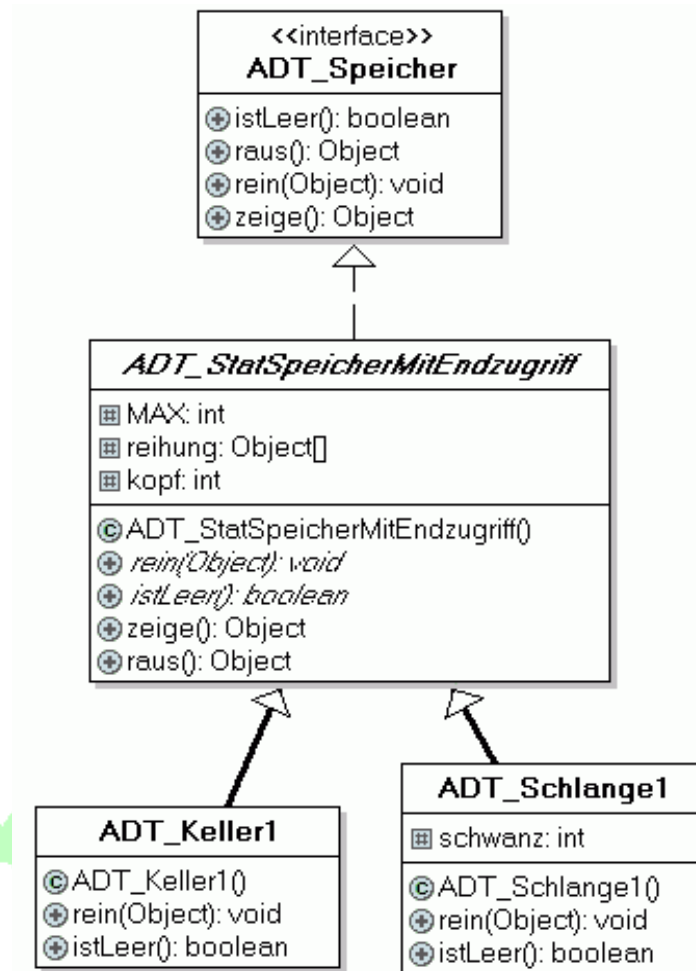 <<interface>>
ADT_Speicher
istLeer(): boolean
raus(): Object
rein(Object): void
zeige(): Object
ADT_StatSpeicherMitEndzugriff
MAX: int
reihung: Object[]
kopf: int
ADT_StatSpeicherMitEndzugriff()
rein(Object): void
istLeer(): boolean
zeige(): Object
raus(): Object
ADT_Keller1
ADT_Keller1()
rein(Object): void
istLeer(): boolean
ADT_Schlange1
schwanz: int
ADT_Schlange1()
rein(Object): void
istLeer(): boolean